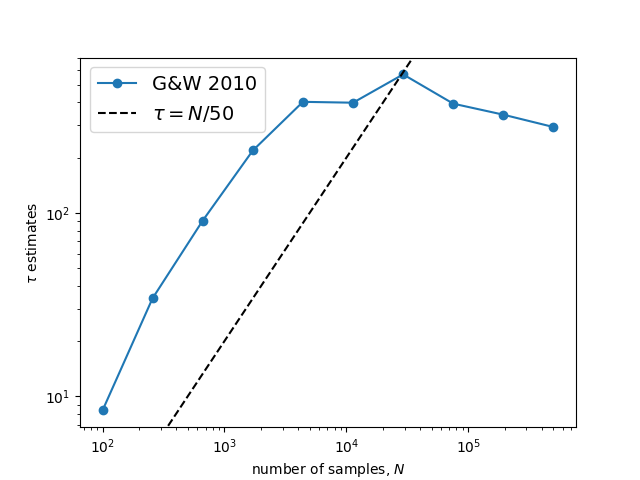 G&W 2010
τ = N/50
10²
10¹
τ estimates
10²
10³
10⁴
10⁵
number of samples, N